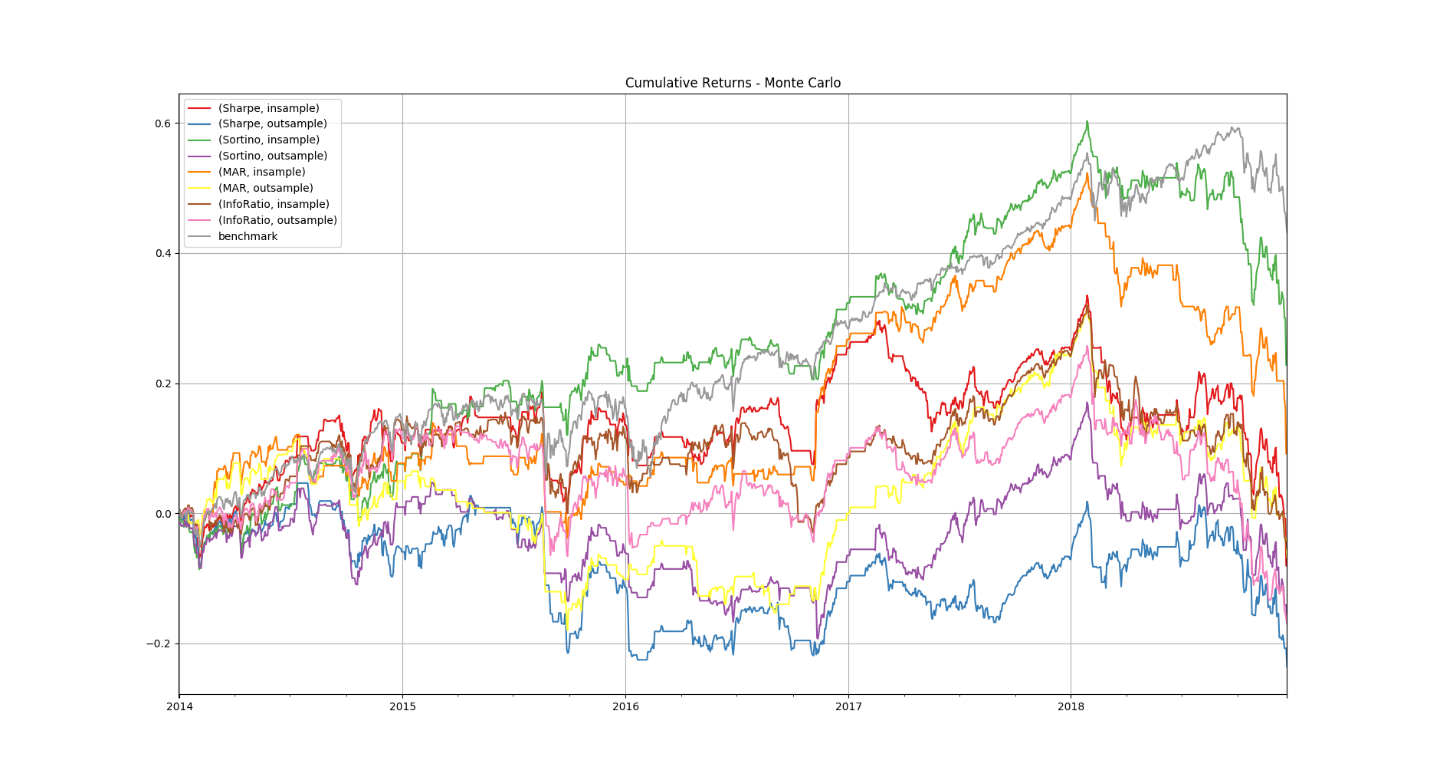 Cumulative Returns - Monte Carlo
(Sharpe, insample)
(Sharpe, outsample)
(Sortino, insample)
(Sortino, outsample)
(MAR, insample)
(MAR, outsample)
(InfoRatio, insample)
(InfoRatio, outsample)
benchmark
0.6
0.4
0.2
0.0
−0.2
2014 2015 2016 2017 2018